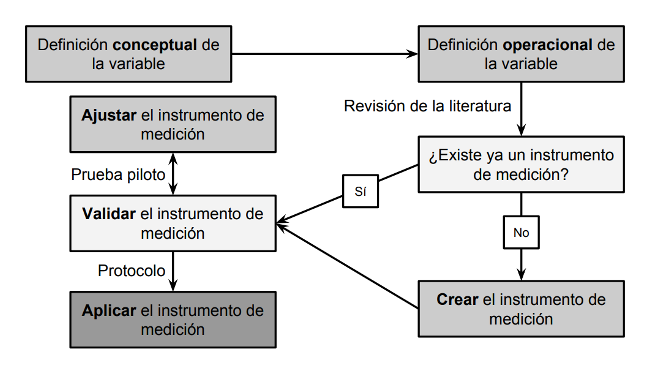 Definición conceptual de
la variable
Definición operacional de
la variable
Revisión de la literatura
¿Existe ya un instrumento
de medición?
Sí
No
Crear el instrumento de
medición
Ajustar el instrumento de
medición
Prueba piloto
Validar el instrumento de
medición
Protocolo
Aplicar el instrumento de
medición